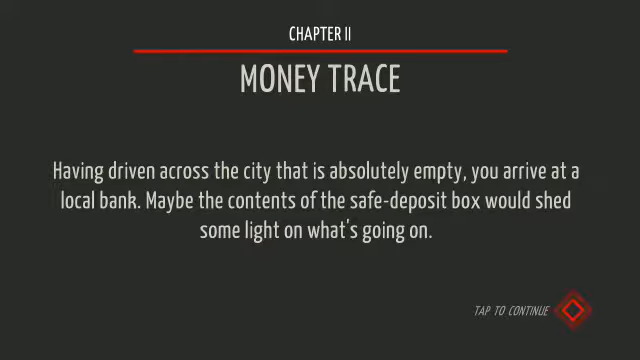 CHAPTER II
MONEY TRACE
Having driven across the city that is absolutely empty, you arrive at a
local bank. Maybe the contents of the safe-deposit box would shed
some light on what's going on.
TAP TO CONTINUE